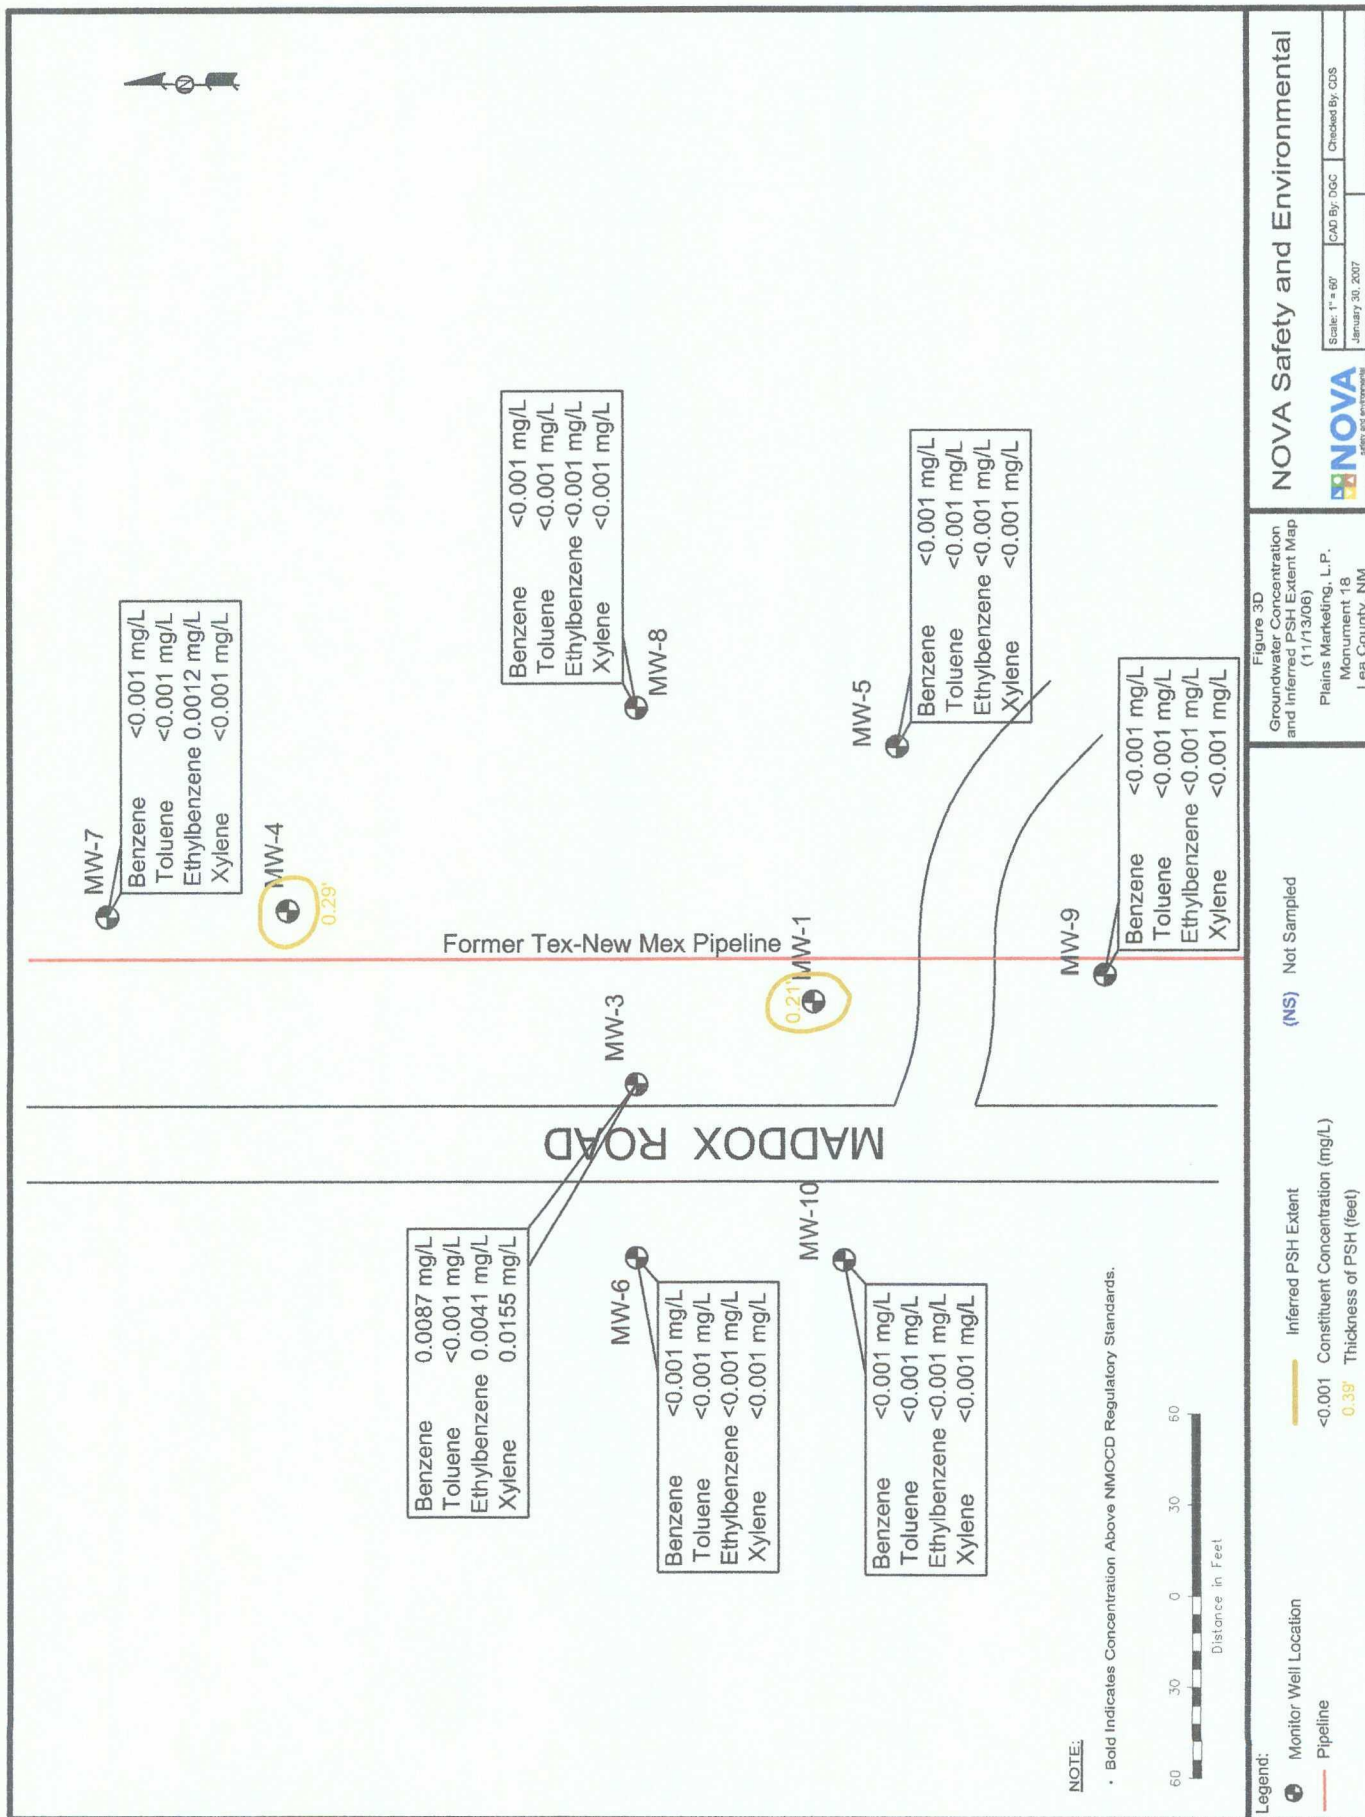 MW-7
Benzene <0.001 mg/L
Toluene <0.001 mg/L
Ethylbenzene 0.0012 mg/L
Xylene <0.001 mg/L
MW-4
0.29'
Former Tex-New Mex Pipeline
Benzene <0.001 mg/L
Toluene <0.001 mg/L
Ethylbenzene <0.001 mg/L
Xylene <0.001 mg/L
MW-8
Benzene 0.0087 mg/L
Toluene <0.001 mg/L
Ethylbenzene 0.0041 mg/L
Xylene 0.0155 mg/L
MW-3
MADDOX ROAD
MW-6
Benzene <0.001 mg/L
Toluene <0.001 mg/L
Ethylbenzene <0.001 mg/L
Xylene <0.001 mg/L
MW-1
0.21'
MW-5
Benzene <0.001 mg/L
Toluene <0.001 mg/L
Ethylbenzene <0.001 mg/L
Xylene <0.001 mg/L
MW-10
Benzene <0.001 mg/L
Toluene <0.001 mg/L
Ethylbenzene <0.001 mg/L
Xylene <0.001 mg/L
MW-9
Benzene <0.001 mg/L
Toluene <0.001 mg/L
Ethylbenzene <0.001 mg/L
Xylene <0.001 mg/L
N
NOTE:
· Bold Indicates Concentration Above NMOCD Regulatory Standards.
60 30 0 30 60
Distance in Feet
Legend:
Monitor Well Location
Pipeline
Inferred PSH Extent
<0.001 Constituent Concentration (mg/L)
0.39' Thickness of PSH (feet)
(NS) Not Sampled
Figure 3D
Groundwater Concentration
and Inferred PSH Extent Map
(11/13/06)
Plains Marketing, L.P.
Monument 18
Lea County, NM
NOVA Safety and Environmental
NOVA
safety and environmental
Scale: 1" = 60'
CAD By: DGC
Checked By: CDS
January 30, 2007